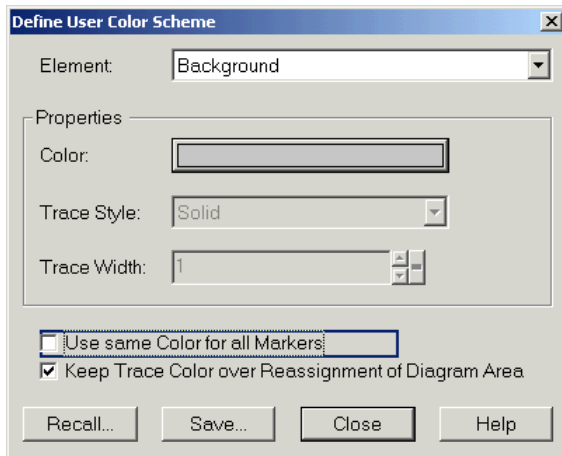 Define User Color Scheme
Element: Background
Properties
Color:
Trace Style: Solid
Trace Width: 1
Use same Color for all Markers
Keep Trace Color over Reassignment of Diagram Area
Recall... Save... Close Help